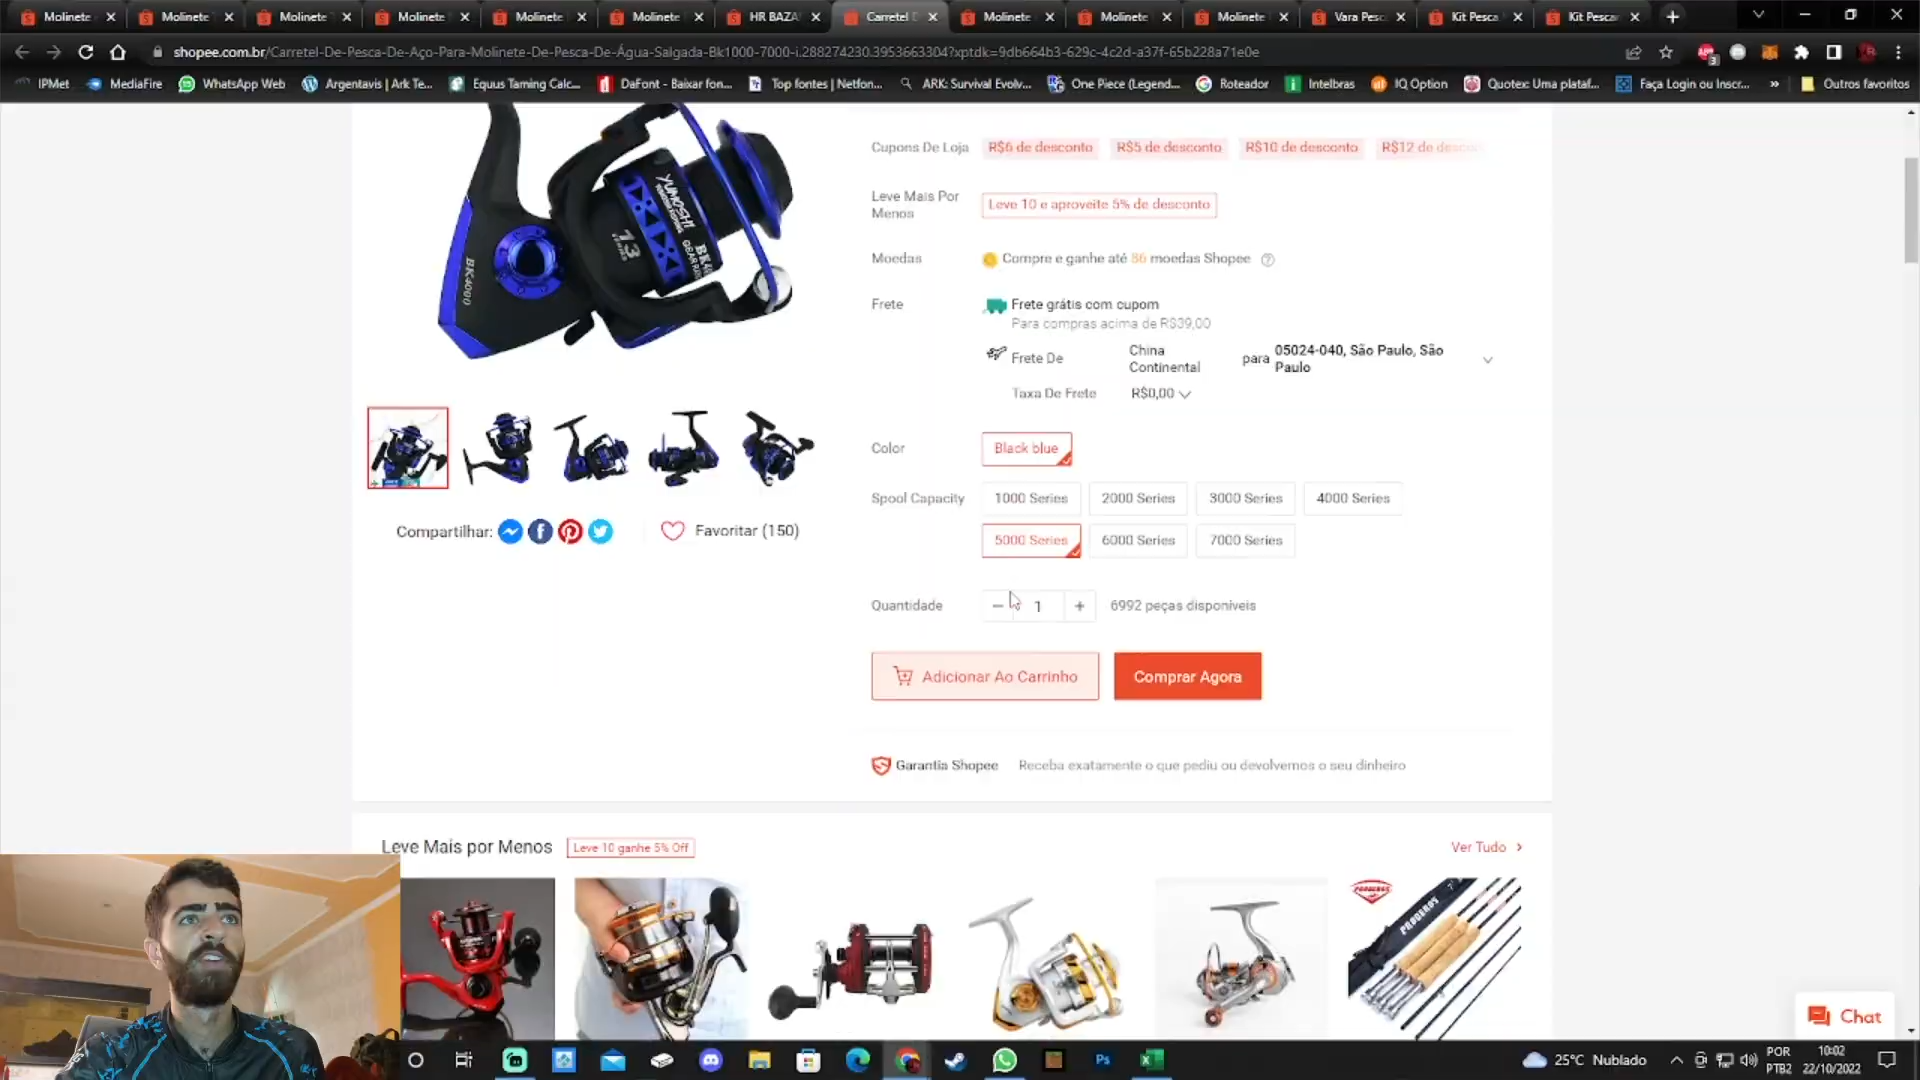 Molinete
Molinete
Molinete
Molinete
Molinete
Molinete
HR BAZA
Carretel D
Molinete
Molinete
Molinete
Vara Pesc
Kit Pesca
Kit Pescar
shopee.com.br/Carretel-De-Pesca-De-Aço-Para-Molinete-De-Pesca-De-Água-Salgada-Bk1000-7000-i.288274230.3953663304?xptdk=9db664b3-629c-4c2d-a37f-65b228a71e0e
3
IPMet
MediaFire
WhatsApp Web
Argentavis | Ark Te...
Equus Taming Calc...
DaFont - Baixar fon...
Top fontes | Netfon...
ARK: Survival Evolv...
One Piece (Legend...
Roteador
Intelbras
IQ Option
Quotex: Uma plataf...
Faça Login ou Inscr...
»
Outros favoritos
YUMOSHI
13
BK4000
Cupons De Loja
R$6 de desconto
R$5 de desconto
R$10 de desconto
R$12 de desco
Leve Mais Por Menos
Leve 10 e aproveite 5% de desconto
Moedas
Compre e ganhe até 86 moedas Shopee
Frete
Frete grátis com cupom
Para compras acima de R$39,00
Frete De
China Continental
para
05024-040, São Paulo, São Paulo
Taxa De Frete
R$0,00
Color
Black blue
Spool Capacity
1000 Series
2000 Series
3000 Series
4000 Series
5000 Series
6000 Series
7000 Series
Compartilhar:
Favoritar (150)
Quantidade
− 1 +
6992 peças disponíveis
Adicionar Ao Carrinho
Comprar Agora
Garantia Shopee
Receba exatamente o que pediu ou devolvemos o seu dinheiro
Leve Mais por Menos
Leve 10 ganhe 5% Off
Ver Tudo
Chat
25°C Nublado
POR
PTB2
10:02
22/10/2022